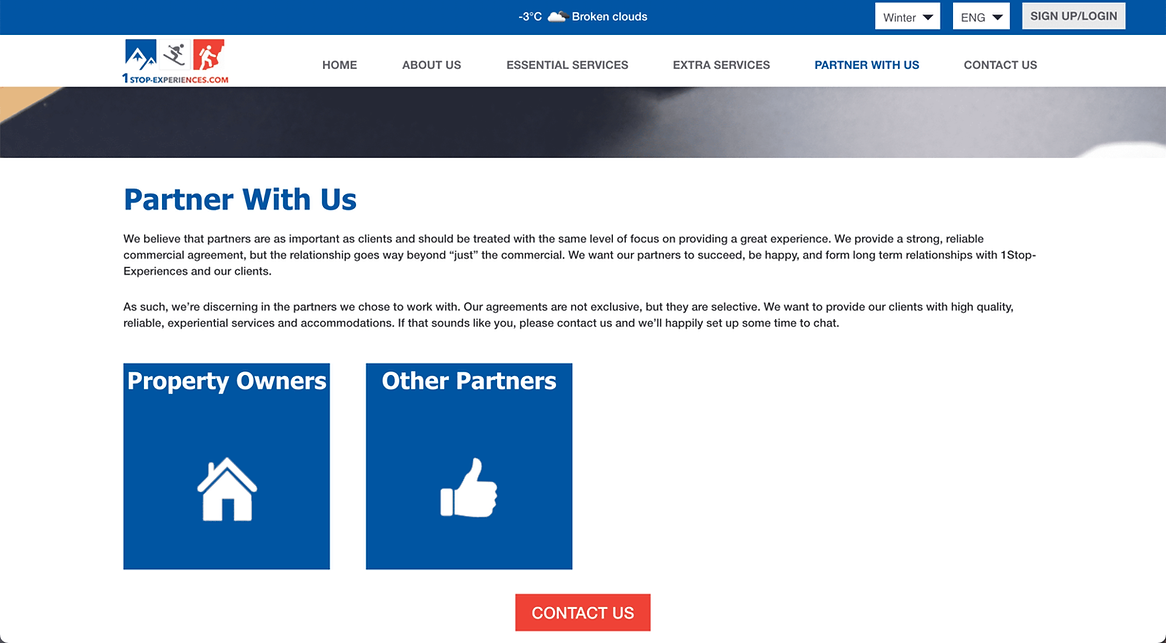 -3°C Broken clouds
Winter
ENG
SIGN UP/LOGIN
1STOP-EXPERIENCES.COM
HOME
ABOUT US
ESSENTIAL SERVICES
EXTRA SERVICES
PARTNER WITH US
CONTACT US
Partner With Us
We believe that partners are as important as clients and should be treated with the same level of focus on providing a great experience. We provide a strong, reliable
commercial agreement, but the relationship goes way beyond “just” the commercial. We want our partners to succeed, be happy, and form long term relationships with 1Stop-
Experiences and our clients.
As such, we’re discerning in the partners we chose to work with. Our agreements are not exclusive, but they are selective. We want to provide our clients with high quality,
reliable, experiential services and accommodations. If that sounds like you, please contact us and we’ll happily set up some time to chat.
Property Owners
Other Partners
CONTACT US